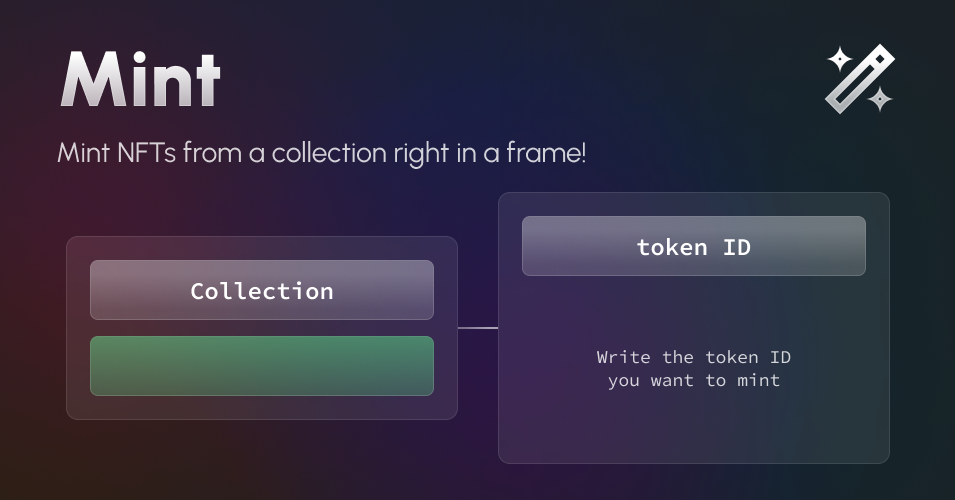 Mint
Mint NFTs from a collection right in a frame!
Collection
token ID
Write the token ID
you want to mint